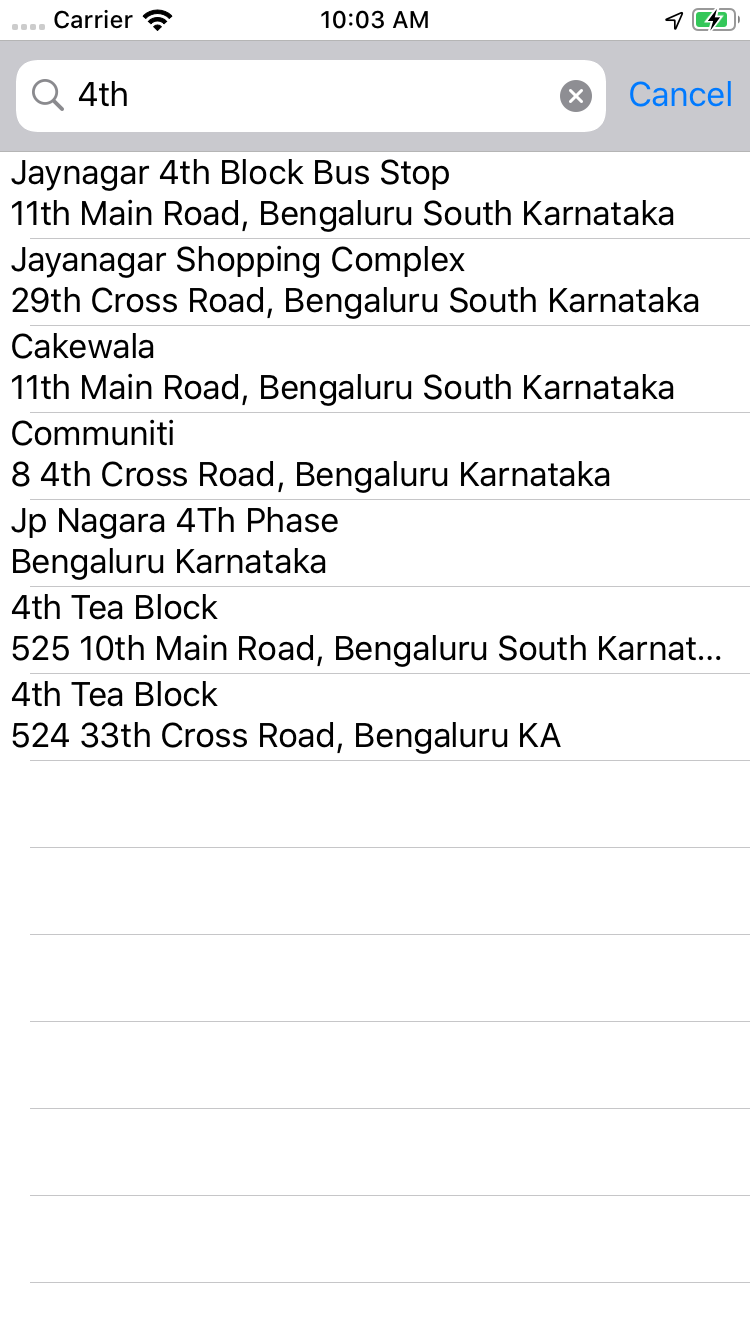 Carrier 10:03 AM
4th Cancel
Jaynagar 4th Block Bus Stop
11th Main Road, Bengaluru South Karnataka
Jayanagar Shopping Complex
29th Cross Road, Bengaluru South Karnataka
Cakewala
11th Main Road, Bengaluru South Karnataka
Communiti
8 4th Cross Road, Bengaluru Karnataka
Jp Nagara 4Th Phase
Bengaluru Karnataka
4th Tea Block
525 10th Main Road, Bengaluru South Karnat...
4th Tea Block
524 33th Cross Road, Bengaluru KA